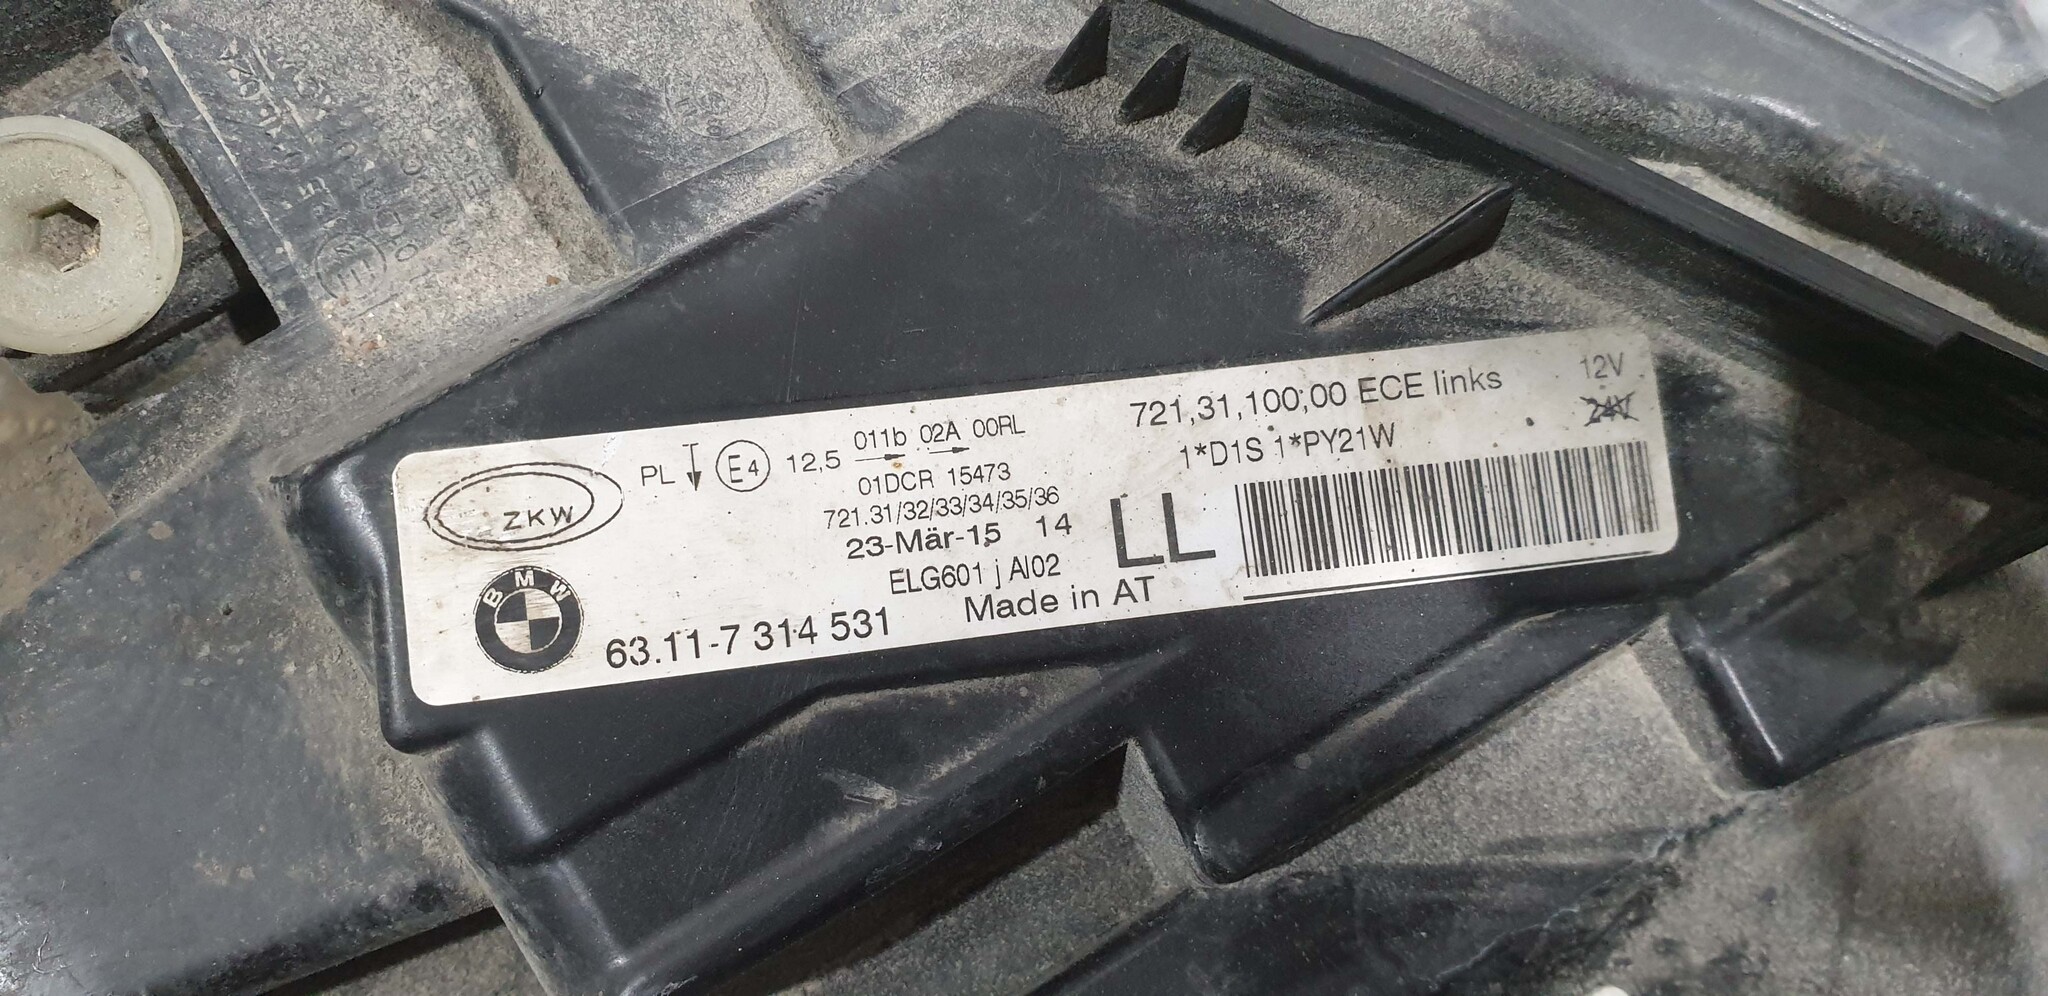 721,31,100,00 ECE links
12V
24V
011b 02A 00RL
PL E4 12,5
1*D1S 1*PY21W
01DCR 15473
ZKW
721.31/32/33/34/35/36
23-Mär-15 14
LL
ELG601 j AI02
BMW
63.11-7 314 531
Made in AT